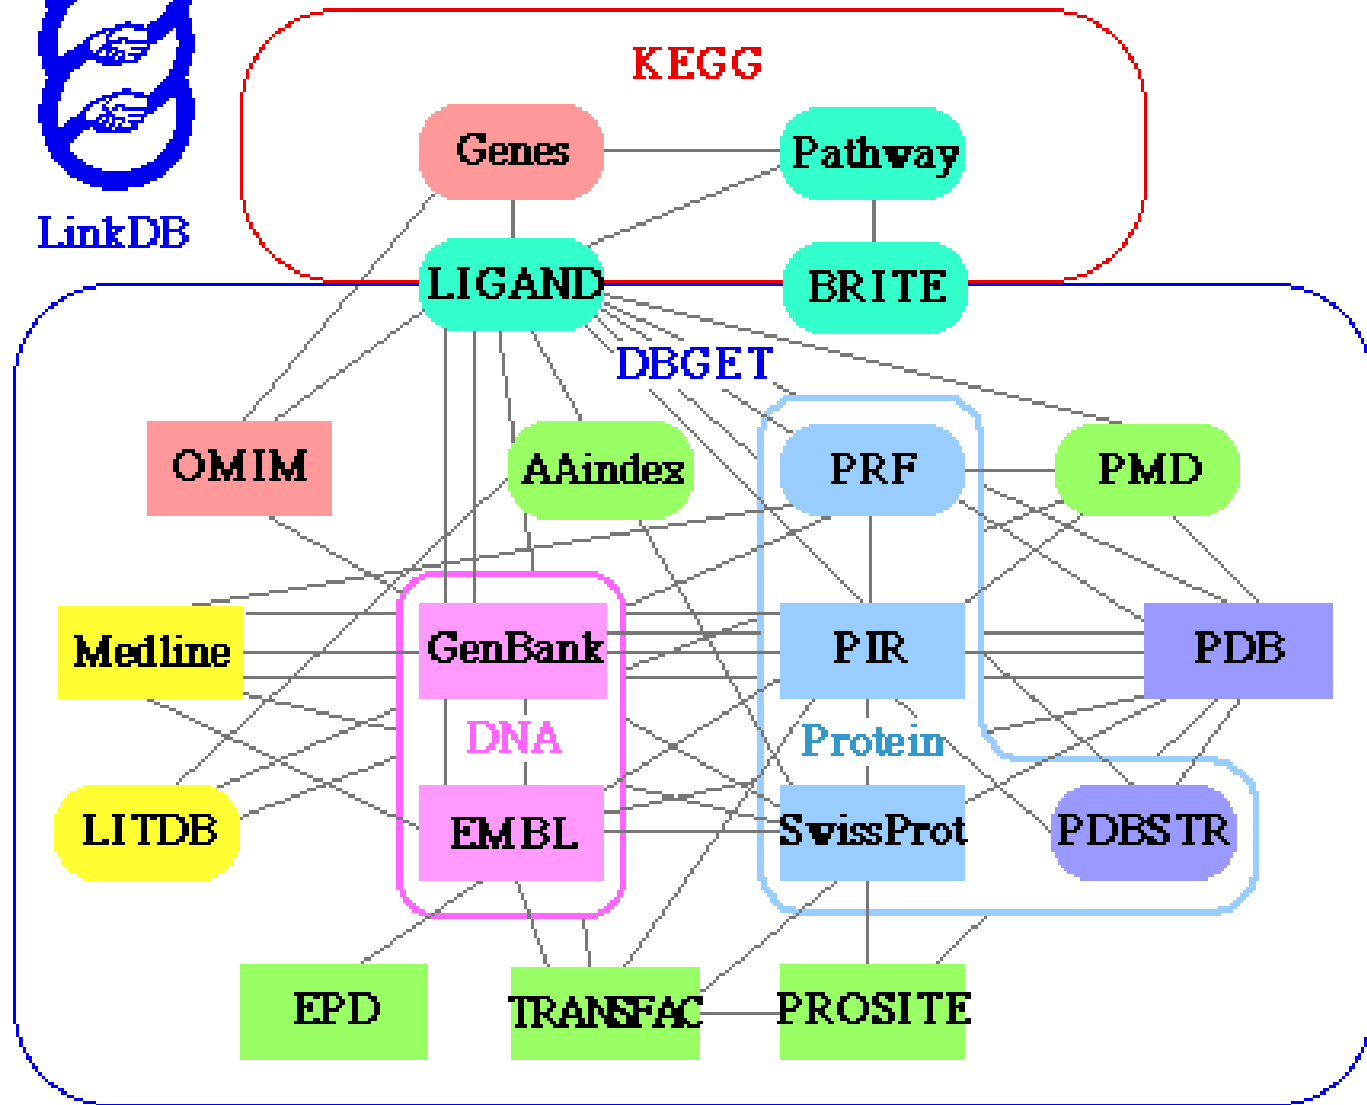 KEGG
Genes
Pathway
LinkDB
LIGAND
BRITE
DBGET
OMIM
AAindex
PRF
PMD
Medline
GenBank
PIR
PDB
DNA
Protein
LITDB
EMBL
SwissProt
PDBSTR
EPD
TRANSFAC
PROSITE